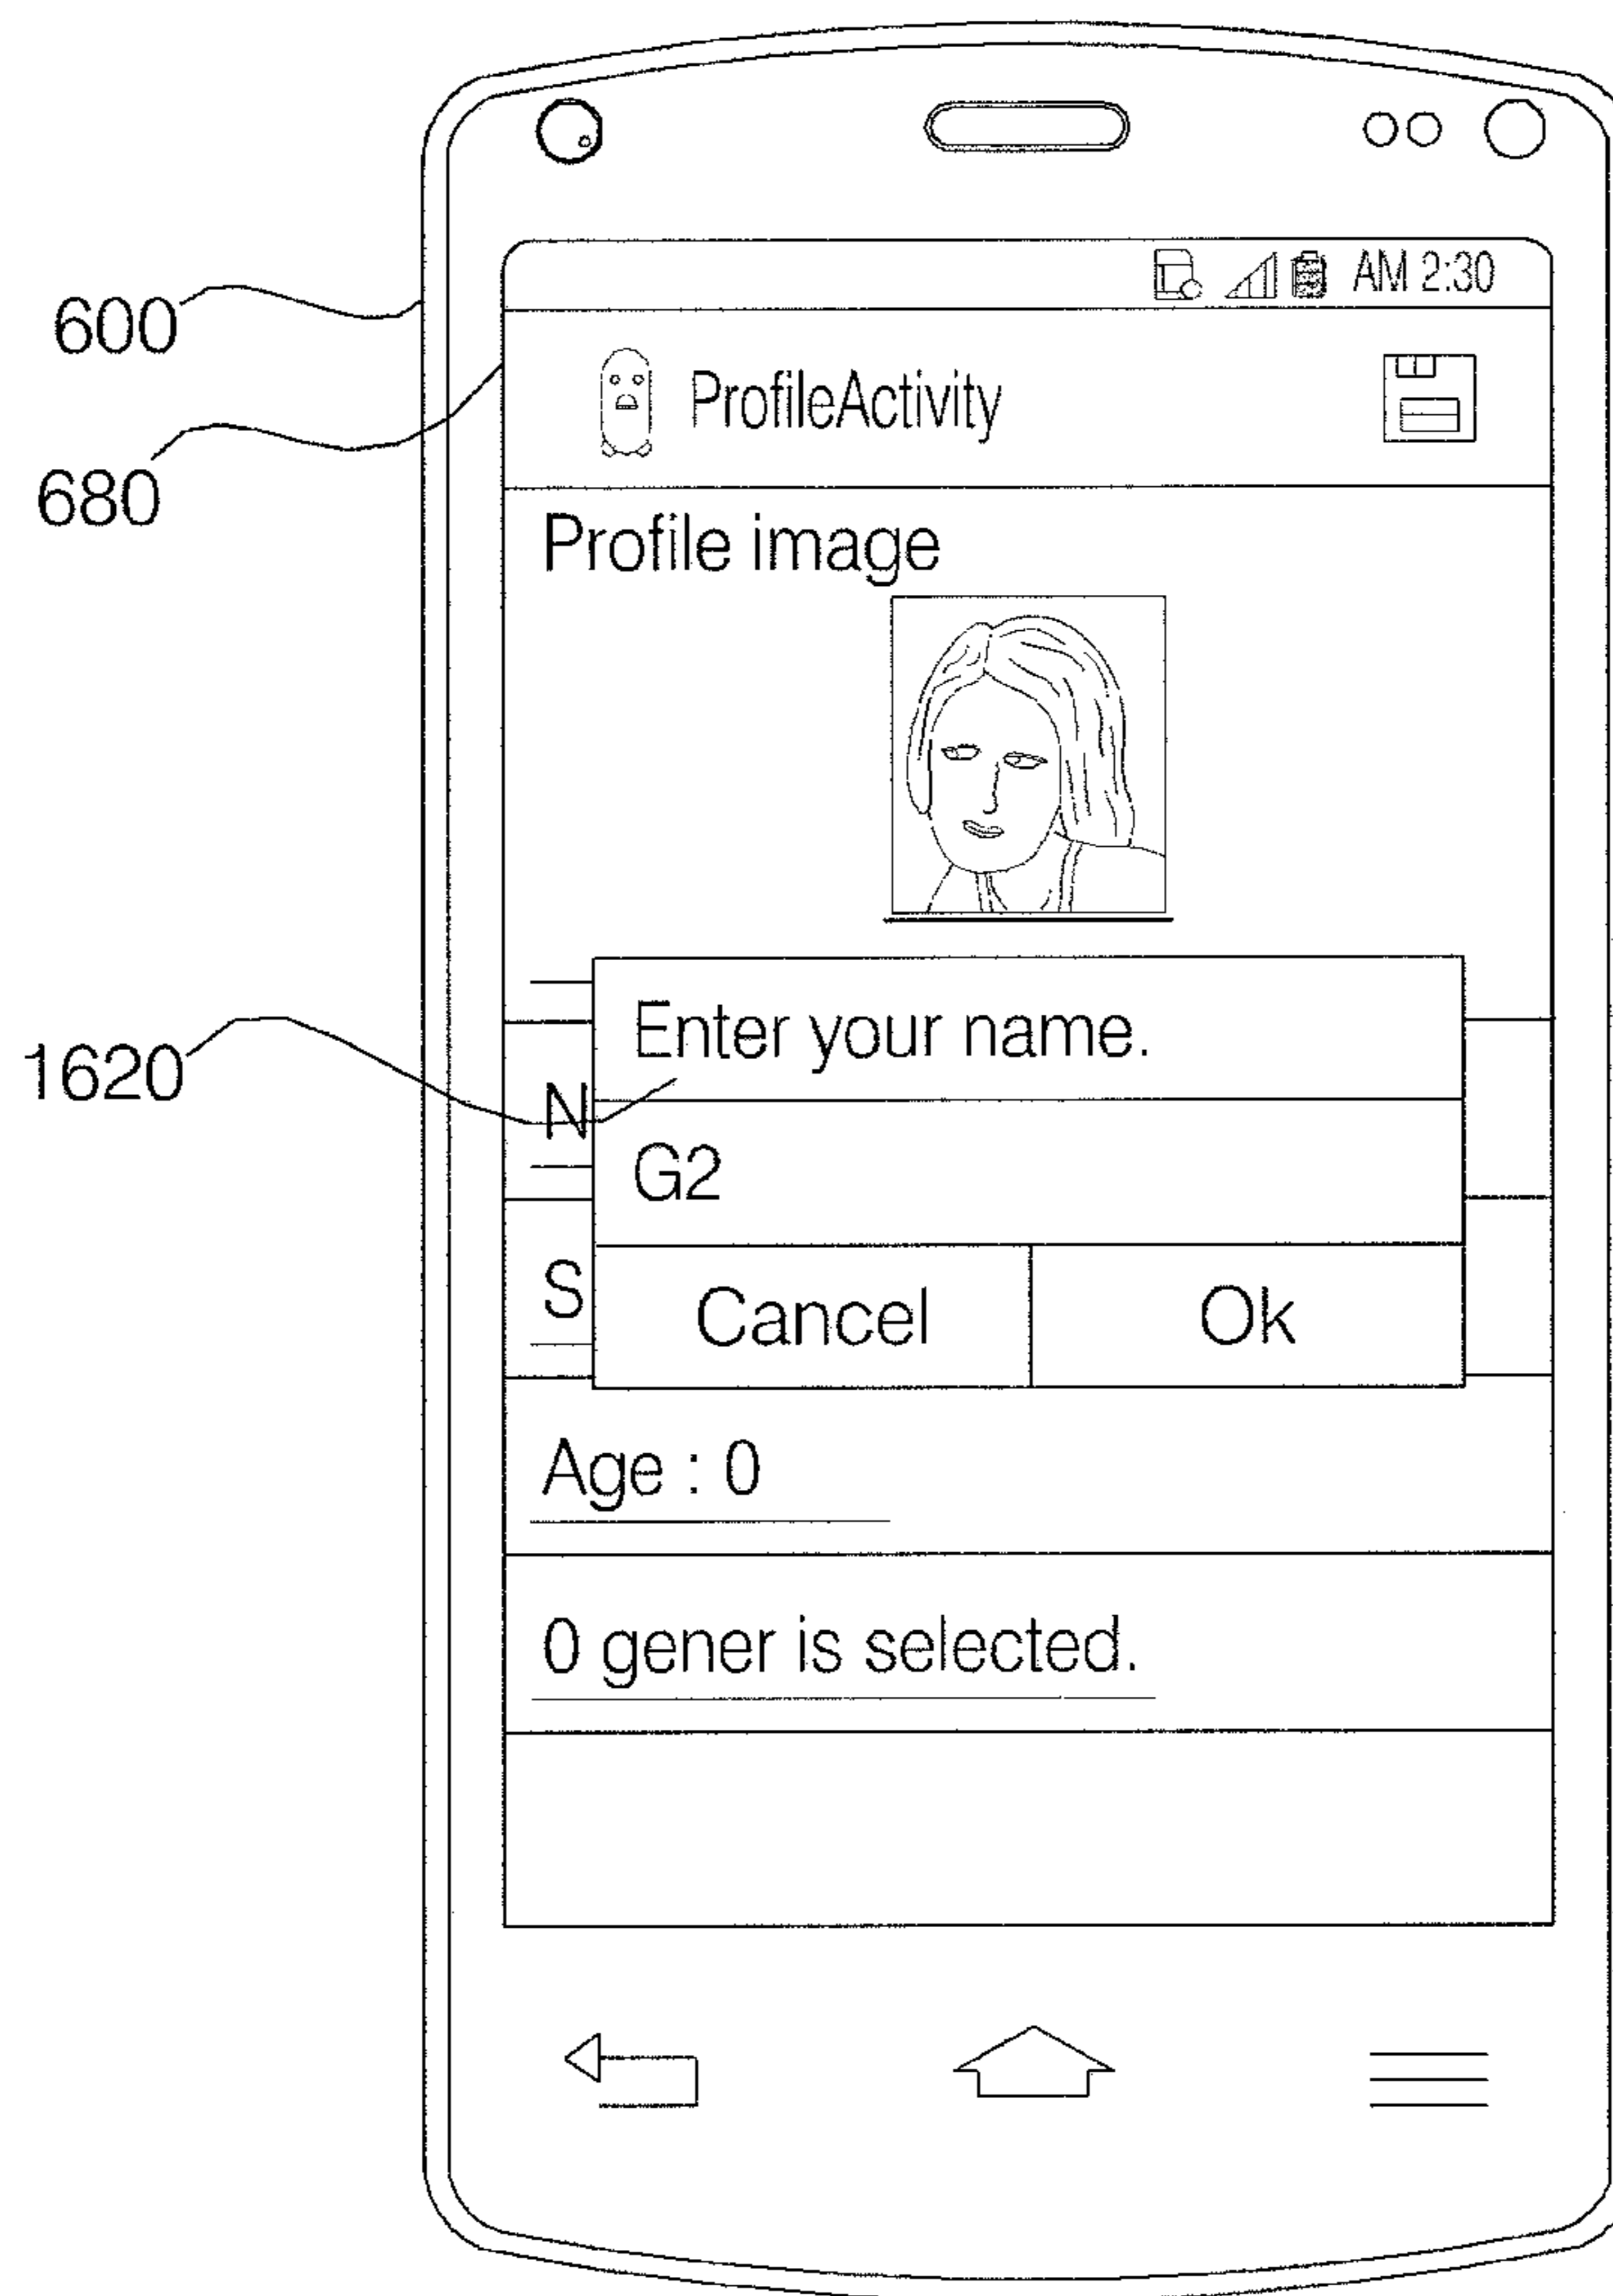 AM 2:30
600
ProfileActivity
680
Profile image
Enter your name.
1620
N
G2
S
Cancel Ok
Age : 0
0 gener is selected.